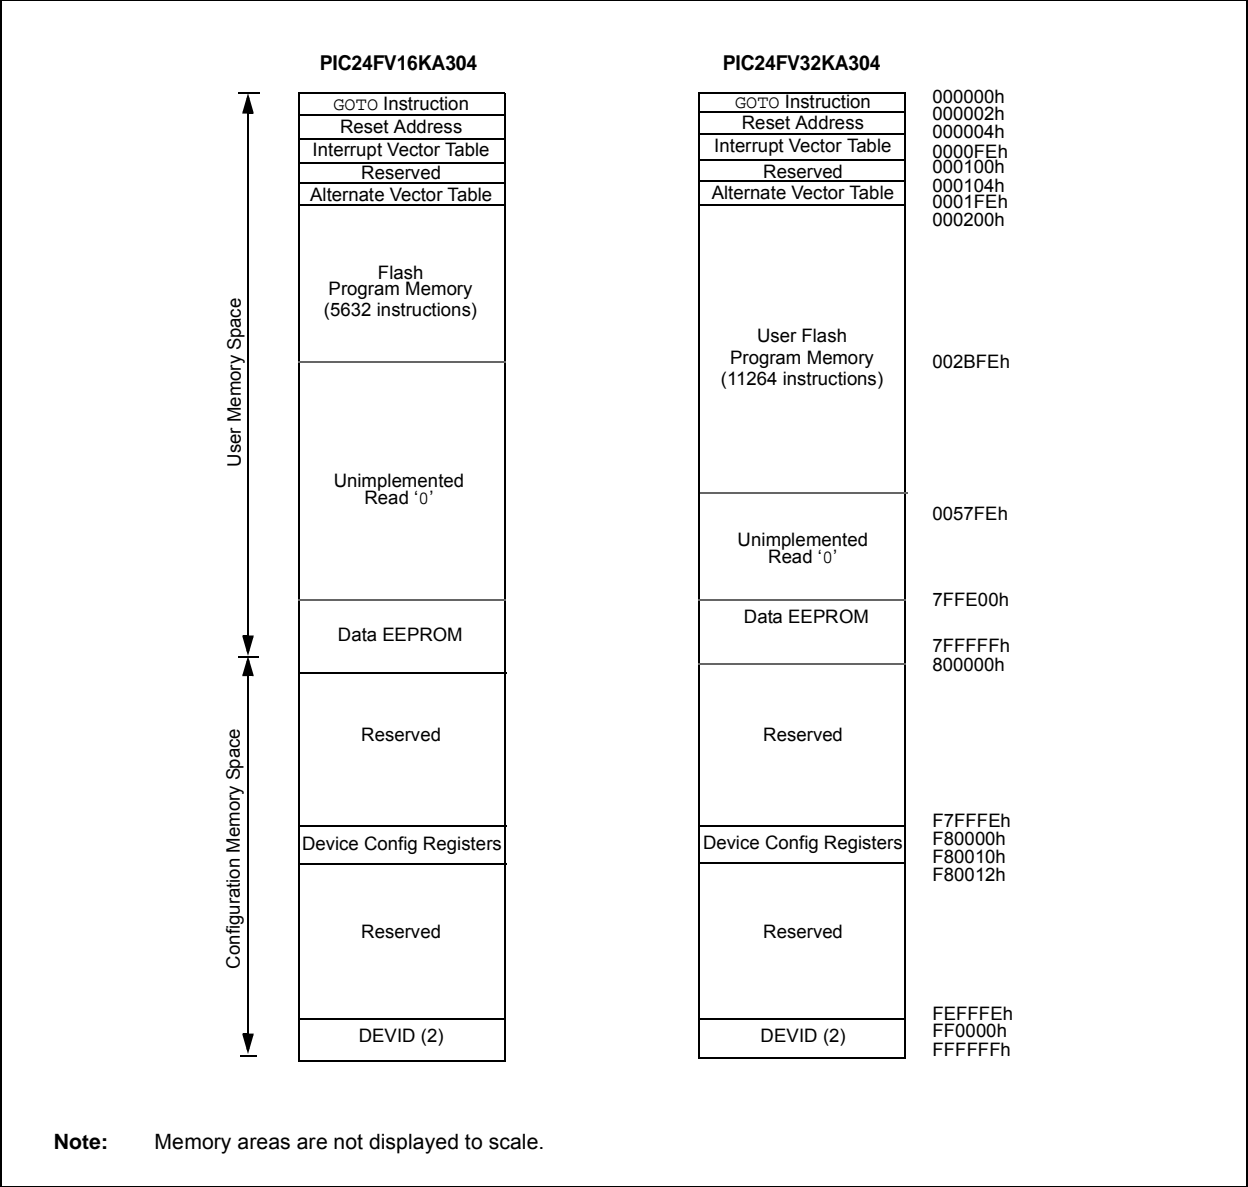 PIC24FV16KA304
GOTO Instruction
Reset Address
Interrupt Vector Table
Reserved
Alternate Vector Table
Flash
Program Memory
(5632 instructions)
Unimplemented
Read ‘0’
Data EEPROM
Reserved
Device Config Registers
Reserved
DEVID (2)
User Memory Space
Configuration Memory Space
PIC24FV32KA304
GOTO Instruction
Reset Address
Interrupt Vector Table
Reserved
Alternate Vector Table
User Flash
Program Memory
(11264 instructions)
Unimplemented
Read ‘0’
Data EEPROM
Reserved
Device Config Registers
Reserved
DEVID (2)
000000h
000002h
000004h
0000FEh
000100h
000104h
0001FEh
000200h
002BFEh
0057FEh
7FFE00h
7FFFFFh
800000h
F7FFFEh
F80000h
F80010h
F80012h
FEFFFEh
FF0000h
FFFFFFh
Note: Memory areas are not displayed to scale.